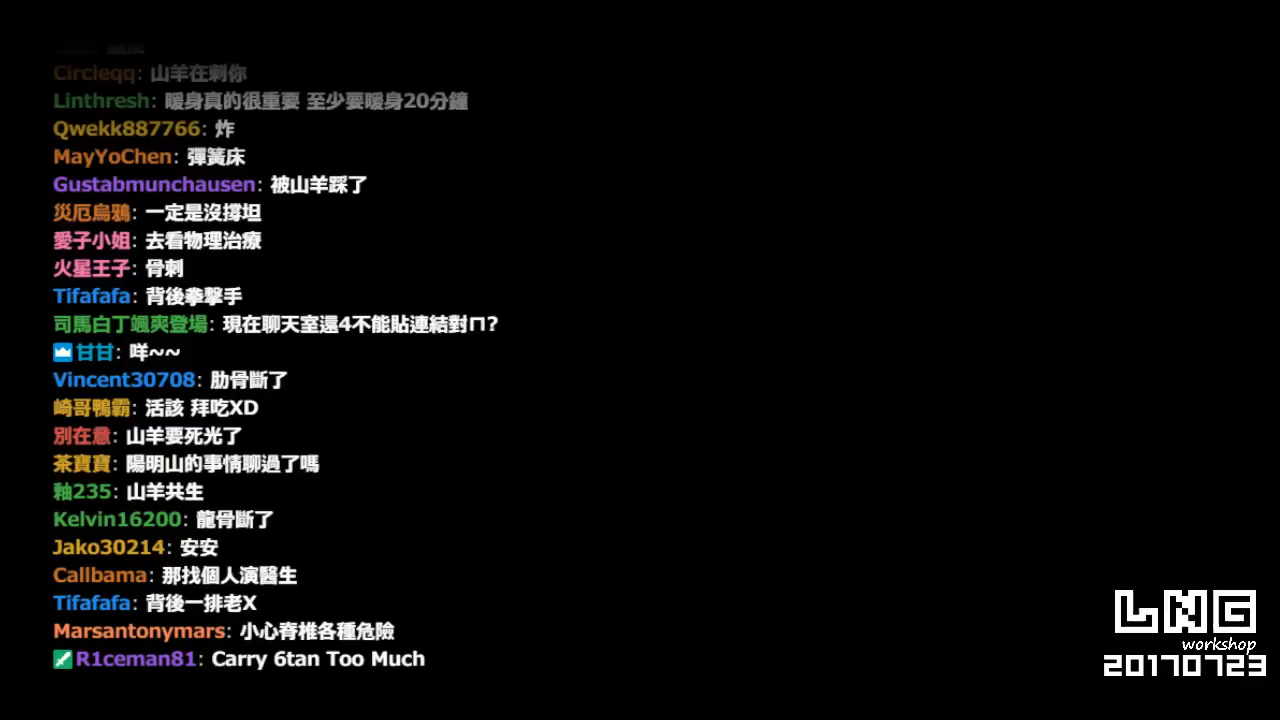 Circleqq: 山羊在刺你
Linthresh: 暖身真的很重要 至少要暖身20分鐘
Qwekk887766: 炸
MayYoChen: 彈簧床
Gustabmunchausen: 被山羊踩了
災厄烏鴉: 一定是沒撐坦
愛子小姐: 去看物理治療
火星王子: 骨刺
Tifafafa: 背後拳擊手
司馬白丁颯爽登場: 現在聊天室還4不能貼連結對ㄇ?
甘甘: 咩~~
Vincent30708: 肋骨斷了
崎哥鴨霸: 活該 拜吃XD
別在意: 山羊要死光了
茶寶寶: 陽明山的事情聊過了嗎
釉235: 山羊共生
Kelvin16200: 龍骨斷了
Jako30214: 安安
Callbama: 那找個人演醫生
Tifafafa: 背後一排老X
Marsantonymars: 小心脊椎各種危險
R1ceman81: Carry 6tan Too Much
LNG
workshop
20170723